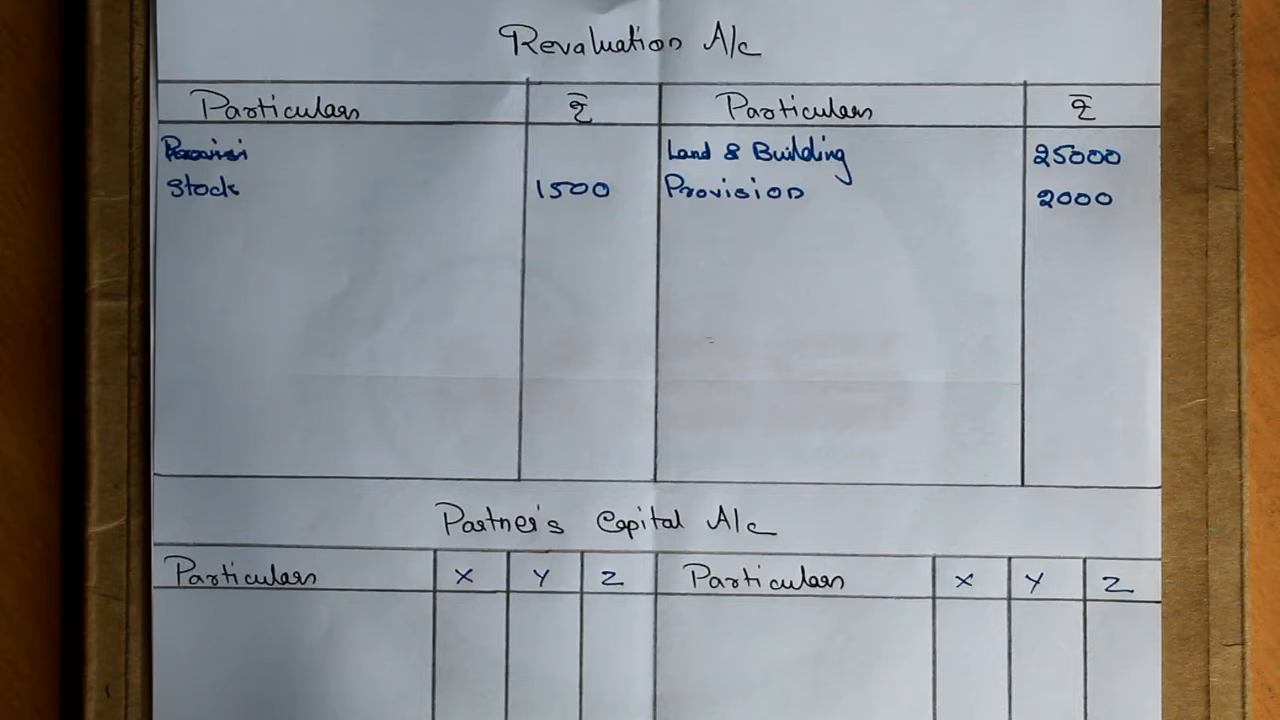 Revaluation A/c
Particulars ₹ Particulars ₹
Land & Building 25000
Stock 1500 Provision 2000
Partner's Capital A/c
Particulars X Y Z Particulars X Y Z